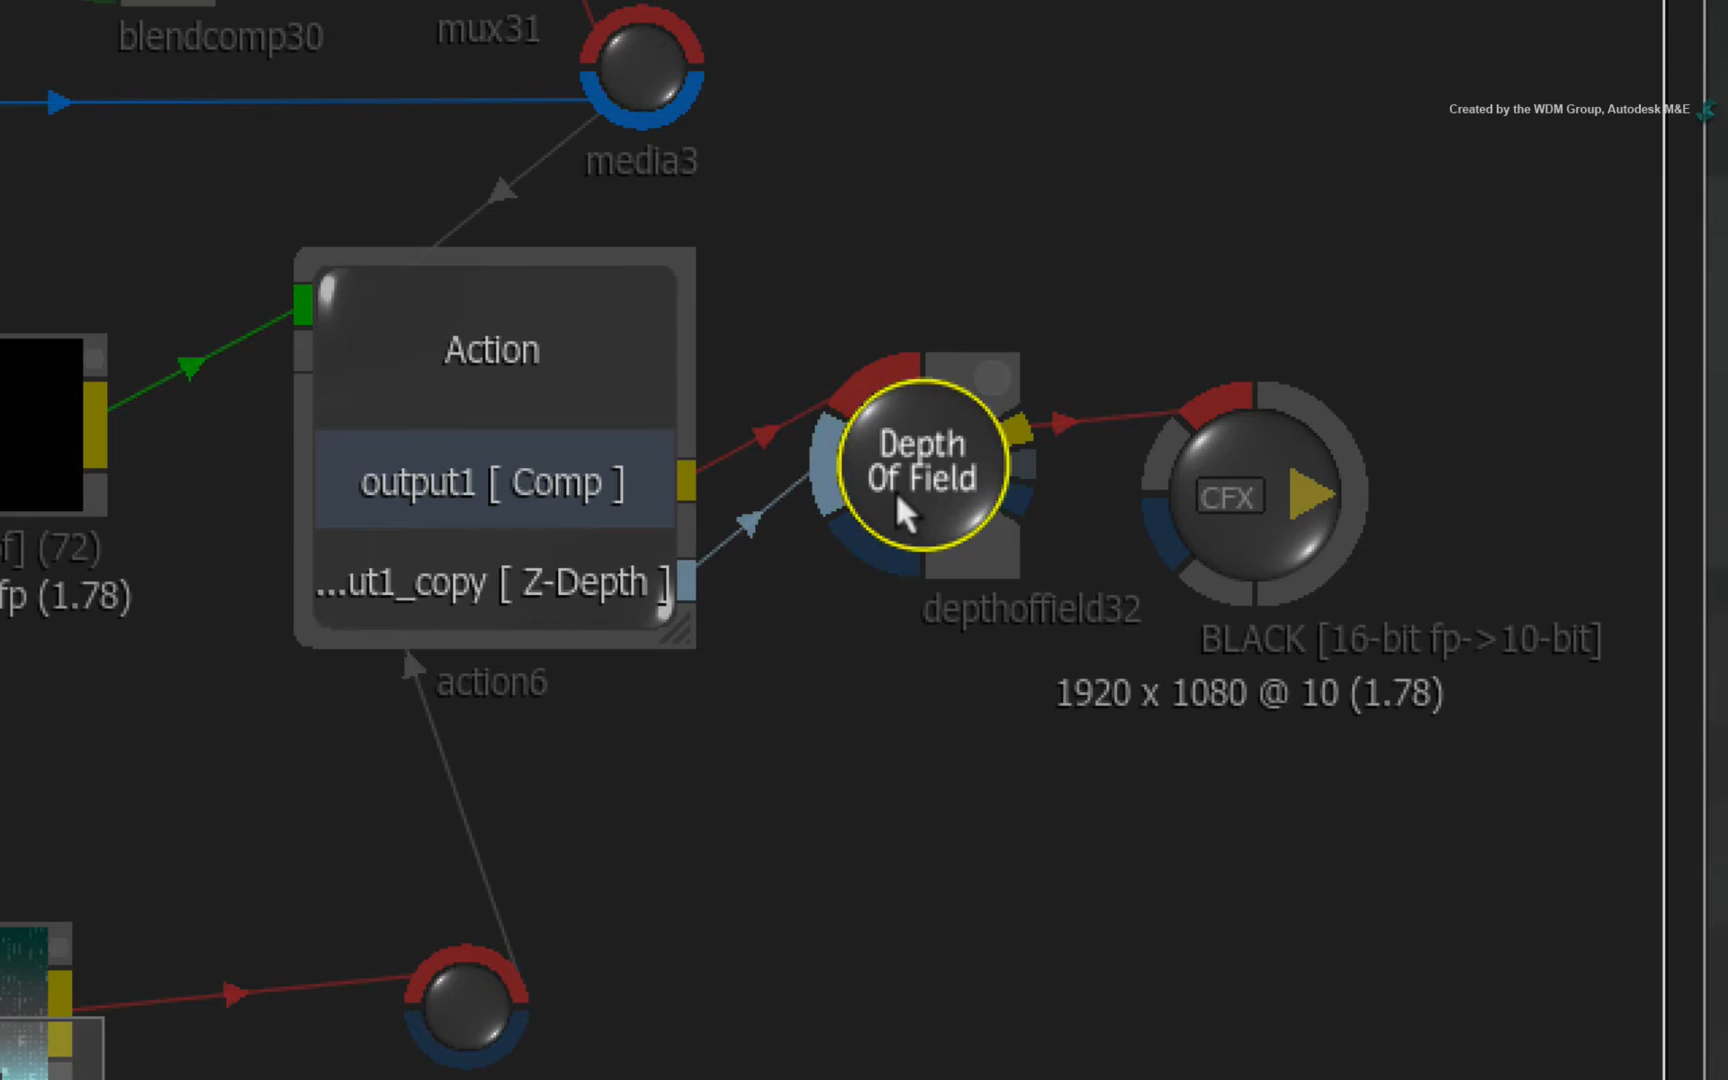 blendcomp30
mux31
media3
Created by the WDM Group, Autodesk M&E
Action
output1 [ Comp ]
...ut1_copy [ Z-Depth ]
action6
Depth
Of Field
depthoffield32
CFX
BLACK [16-bit fp->10-bit]
1920 x 1080 @ 10 (1.78)
f] (72)
fp (1.78)